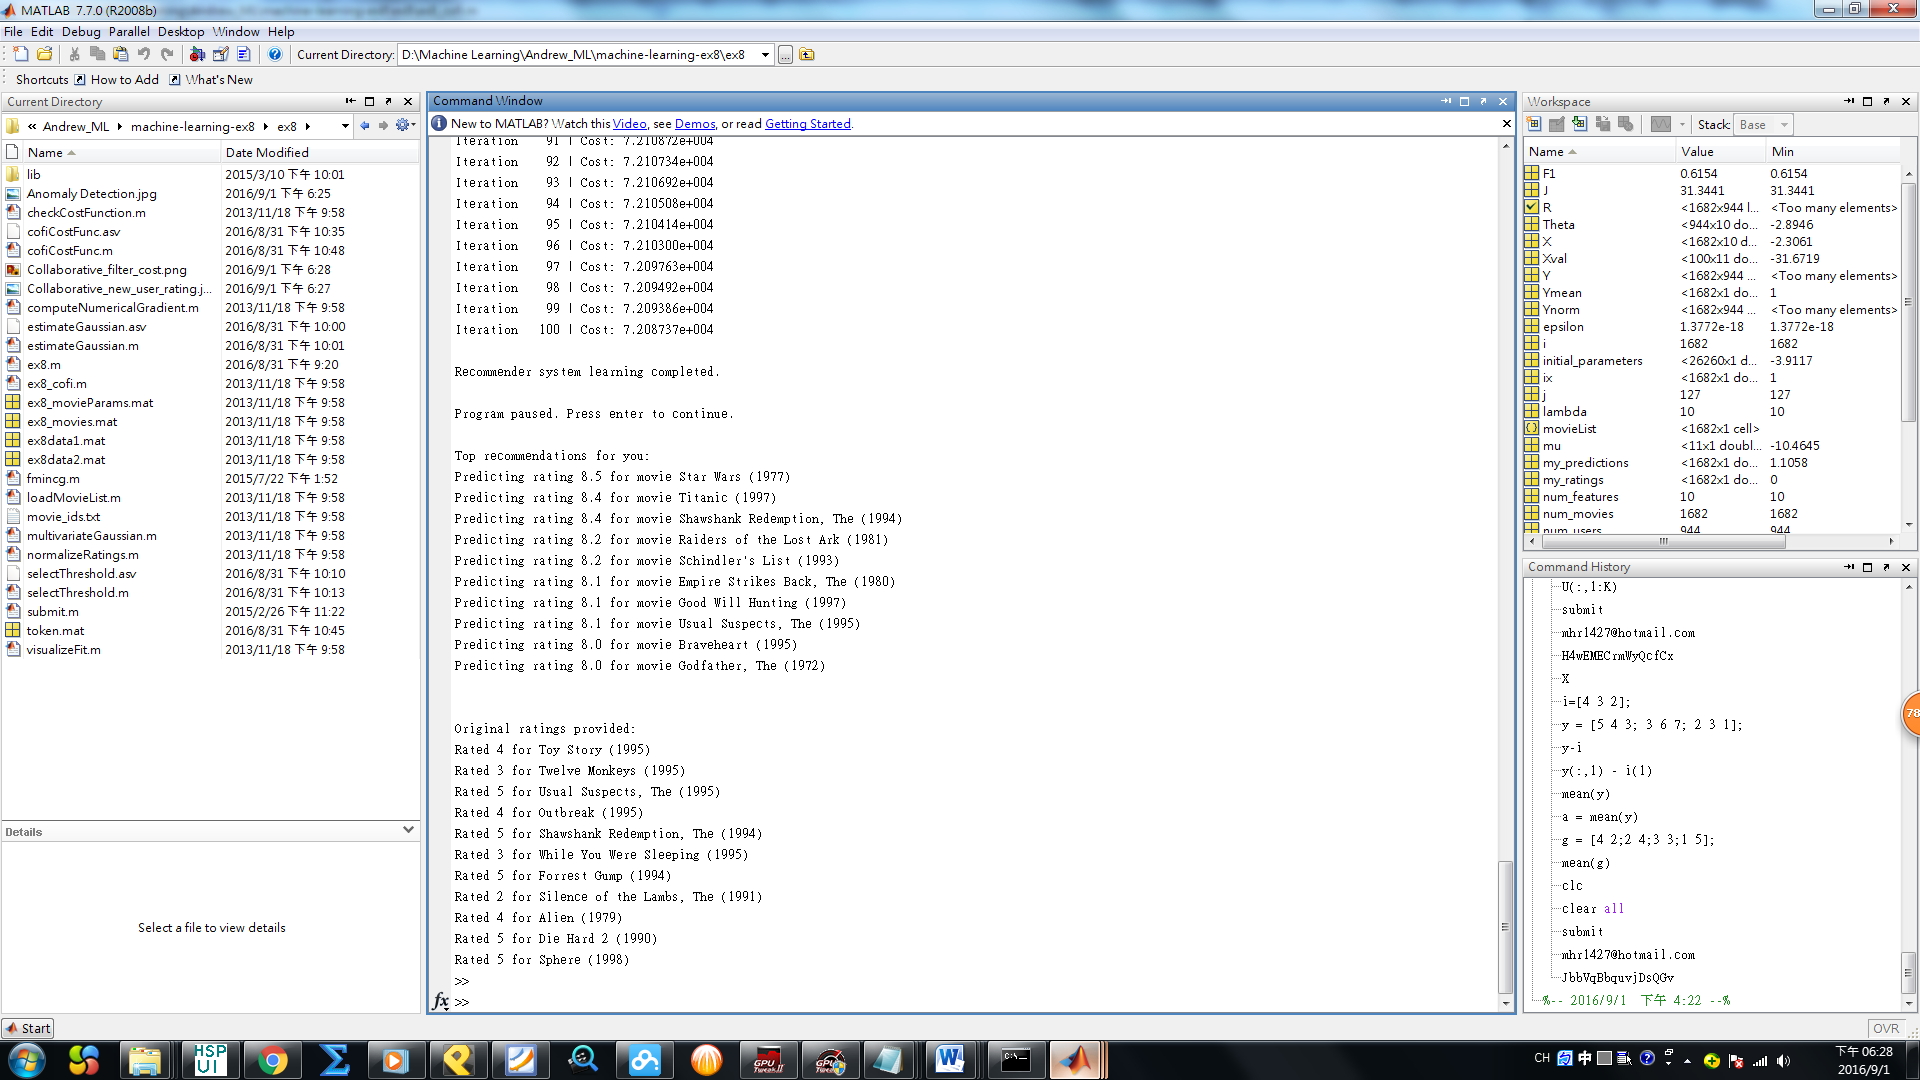 MATLAB 7.7.0 (R2008b)
File Edit Debug Parallel Desktop Window Help
Current Directory: D:\Machine Learning\Andrew_ML\machine-learning-ex8\ex8
Shortcuts How to Add What's New
Current Directory
« Andrew_ML machine-learning-ex8 ex8
Name Date Modified
lib 2015/3/10 下午 10:01
Anomaly Detection.jpg 2016/9/1 下午 6:25
checkCostFunction.m 2013/11/18 下午 9:58
cofiCostFunc.asv 2016/8/31 下午 10:35
cofiCostFunc.m 2016/8/31 下午 10:48
Collaborative_filter_cost.png 2016/9/1 下午 6:28
Collaborative_new_user_rating.j... 2016/9/1 下午 6:27
computeNumericalGradient.m 2013/11/18 下午 9:58
estimateGaussian.asv 2016/8/31 下午 10:00
estimateGaussian.m 2016/8/31 下午 10:01
ex8.m 2016/8/31 下午 9:20
ex8_cofi.m 2013/11/18 下午 9:58
ex8_movieParams.mat 2013/11/18 下午 9:58
ex8_movies.mat 2013/11/18 下午 9:58
ex8data1.mat 2013/11/18 下午 9:58
ex8data2.mat 2013/11/18 下午 9:58
fmincg.m 2015/7/22 下午 1:52
loadMovieList.m 2013/11/18 下午 9:58
movie_ids.txt 2013/11/18 下午 9:58
multivariateGaussian.m 2013/11/18 下午 9:58
normalizeRatings.m 2013/11/18 下午 9:58
selectThreshold.asv 2016/8/31 下午 10:10
selectThreshold.m 2016/8/31 下午 10:13
submit.m 2015/2/26 下午 11:22
token.mat 2016/8/31 下午 10:45
visualizeFit.m 2013/11/18 下午 9:58
Details
Select a file to view details
Command Window
New to MATLAB? Watch this Video, see Demos, or read Getting Started.
Iteration 91 | Cost: 7.210872e+004
Iteration 92 | Cost: 7.210734e+004
Iteration 93 | Cost: 7.210692e+004
Iteration 94 | Cost: 7.210508e+004
Iteration 95 | Cost: 7.210414e+004
Iteration 96 | Cost: 7.210300e+004
Iteration 97 | Cost: 7.209763e+004
Iteration 98 | Cost: 7.209492e+004
Iteration 99 | Cost: 7.209386e+004
Iteration 100 | Cost: 7.208737e+004
Recommender system learning completed.
Program paused. Press enter to continue.
Top recommendations for you:
Predicting rating 8.5 for movie Star Wars (1977)
Predicting rating 8.4 for movie Titanic (1997)
Predicting rating 8.4 for movie Shawshank Redemption, The (1994)
Predicting rating 8.2 for movie Raiders of the Lost Ark (1981)
Predicting rating 8.2 for movie Schindler's List (1993)
Predicting rating 8.1 for movie Empire Strikes Back, The (1980)
Predicting rating 8.1 for movie Good Will Hunting (1997)
Predicting rating 8.1 for movie Usual Suspects, The (1995)
Predicting rating 8.0 for movie Braveheart (1995)
Predicting rating 8.0 for movie Godfather, The (1972)
Original ratings provided:
Rated 4 for Toy Story (1995)
Rated 3 for Twelve Monkeys (1995)
Rated 5 for Usual Suspects, The (1995)
Rated 4 for Outbreak (1995)
Rated 5 for Shawshank Redemption, The (1994)
Rated 3 for While You Were Sleeping (1995)
Rated 5 for Forrest Gump (1994)
Rated 2 for Silence of the Lambs, The (1991)
Rated 4 for Alien (1979)
Rated 5 for Die Hard 2 (1990)
Rated 5 for Sphere (1998)
>>
fx >>
Workspace
Stack: Base
Name Value Min
F1 0.6154 0.6154
J 31.3441 31.3441
R <1682x944 l... <Too many elements>
Theta <944x10 do... -2.8946
X <1682x10 d... -2.3061
Xval <100x11 do... -31.6719
Y <1682x944 ... <Too many elements>
Ymean <1682x1 do... 1
Ynorm <1682x944 ... <Too many elements>
epsilon 1.3772e-18 1.3772e-18
i 1682 1682
initial_parameters <26260x1 d... -3.9117
ix <1682x1 do... 1
j 127 127
lambda 10 10
movieList <1682x1 cell>
mu <11x1 doubl... -10.4645
my_predictions <1682x1 do... 1.1058
my_ratings <1682x1 do... 0
num_features 10 10
num_movies 1682 1682
num_users 944 944
Command History
U(:,1:K)
submit
mhr1427@hotmail.com
H4wEMECrmWyQcfCx
X
i=[4 3 2];
y = [5 4 3; 3 6 7; 2 3 1];
y-i
y(:,1) - i(1)
mean(y)
a = mean(y)
g = [4 2;2 4;3 3;1 5];
mean(g)
clc
clear all
submit
mhr1427@hotmail.com
JbbVqBbquvjDsQGv
%-- 2016/9/1 下午 4:22 --%
78
Start
OVR
HSP
UI
CH 中
下午 06:28
2016/9/1